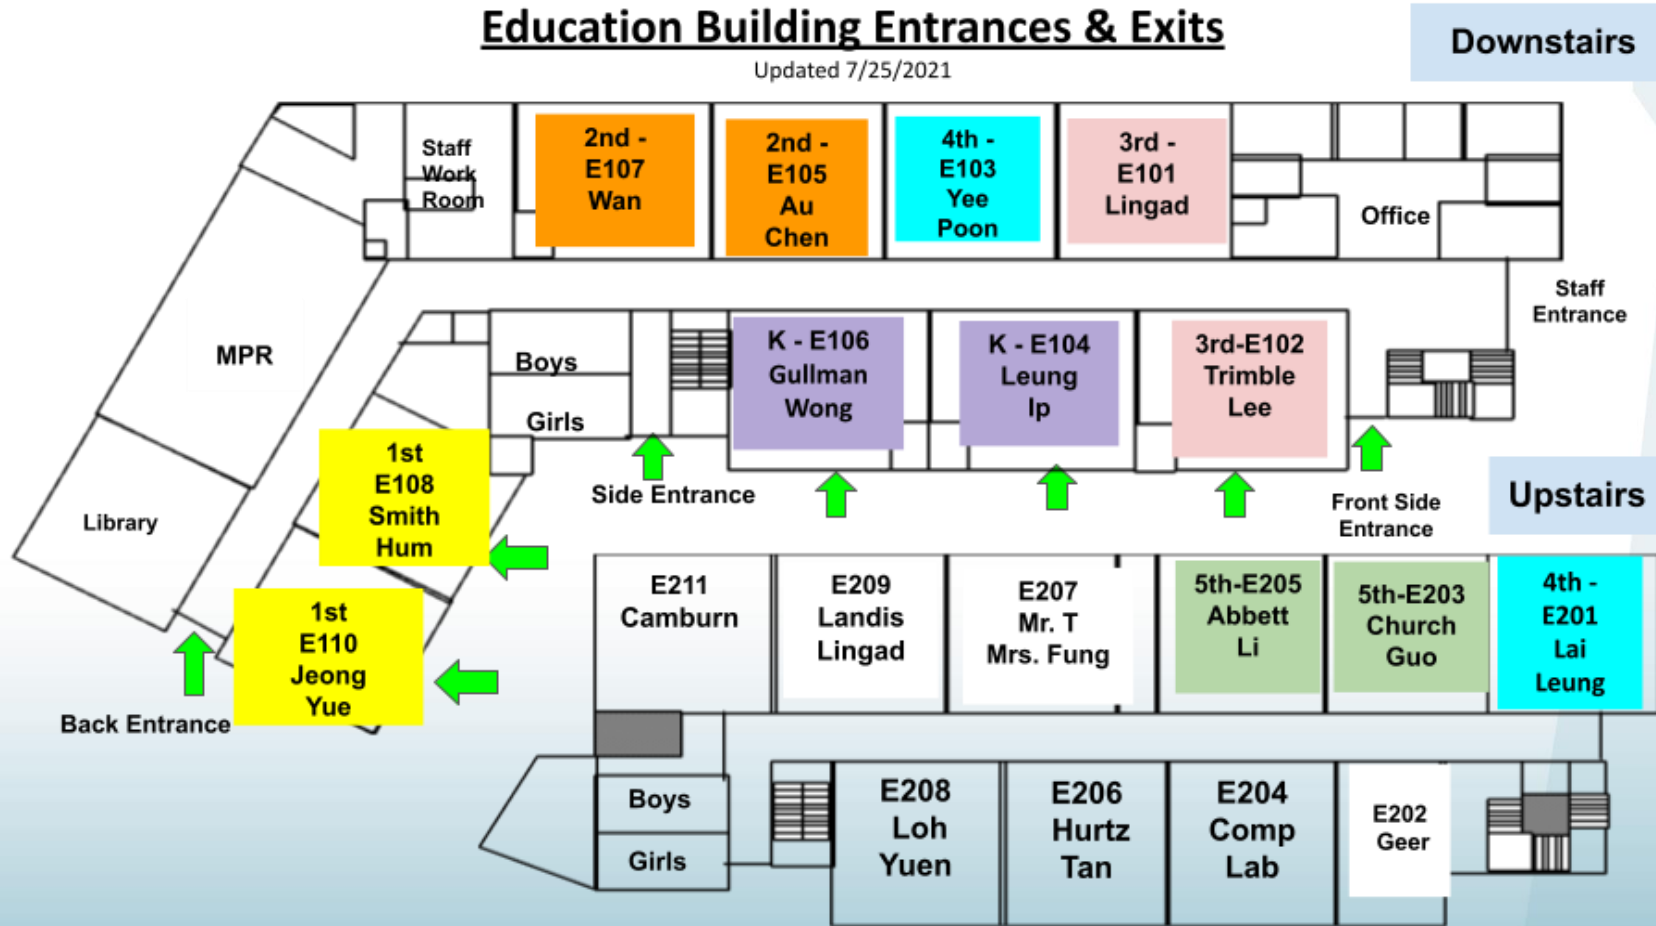 Education Building Entrances & Exits
Updated 7/25/2021
Downstairs
Staff
Work
Room
2nd -
E107
Wan
2nd -
E105
Au
Chen
4th -
E103
Yee
Poon
3rd -
E101
Lingad
Office
Staff
Entrance
MPR
Boys
Girls
K - E106
Gullman
Wong
K - E104
Leung
Ip
3rd-E102
Trimble
Lee
Library
1st
E108
Smith
Hum
Side Entrance
Front Side
Entrance
Upstairs
1st
E110
Jeong
Yue
Back Entrance
E211
Camburn
E209
Landis
Lingad
E207
Mr. T
Mrs. Fung
5th-E205
Abbett
Li
5th-E203
Church
Guo
4th -
E201
Lai
Leung
Boys
Girls
E208
Loh
Yuen
E206
Hurtz
Tan
E204
Comp
Lab
E202
Geer